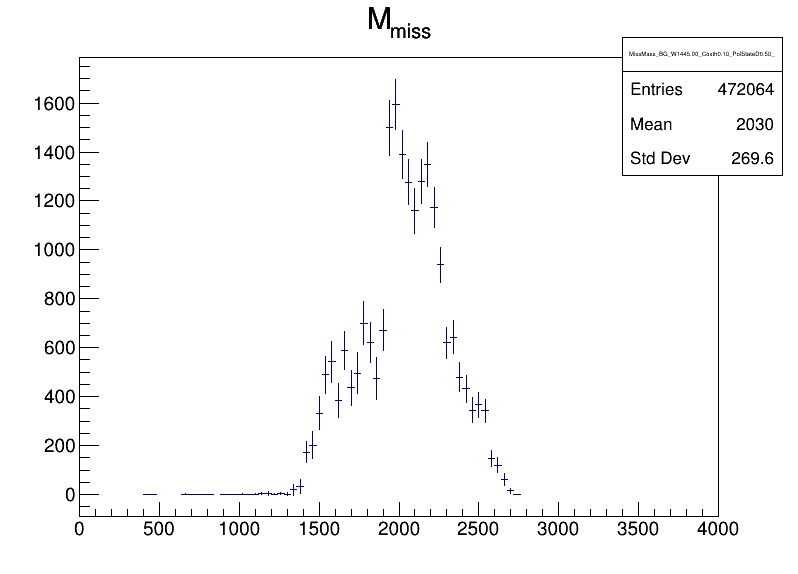 M_miss
MissMass_BG_W1445.00_Costh0.10_PolStateD0.50_
Entries 472064
Mean 2030
Std Dev 269.6
1600
1400
1200
1000
800
600
400
200
0
0 500 1000 1500 2000 2500 3000 3500 4000